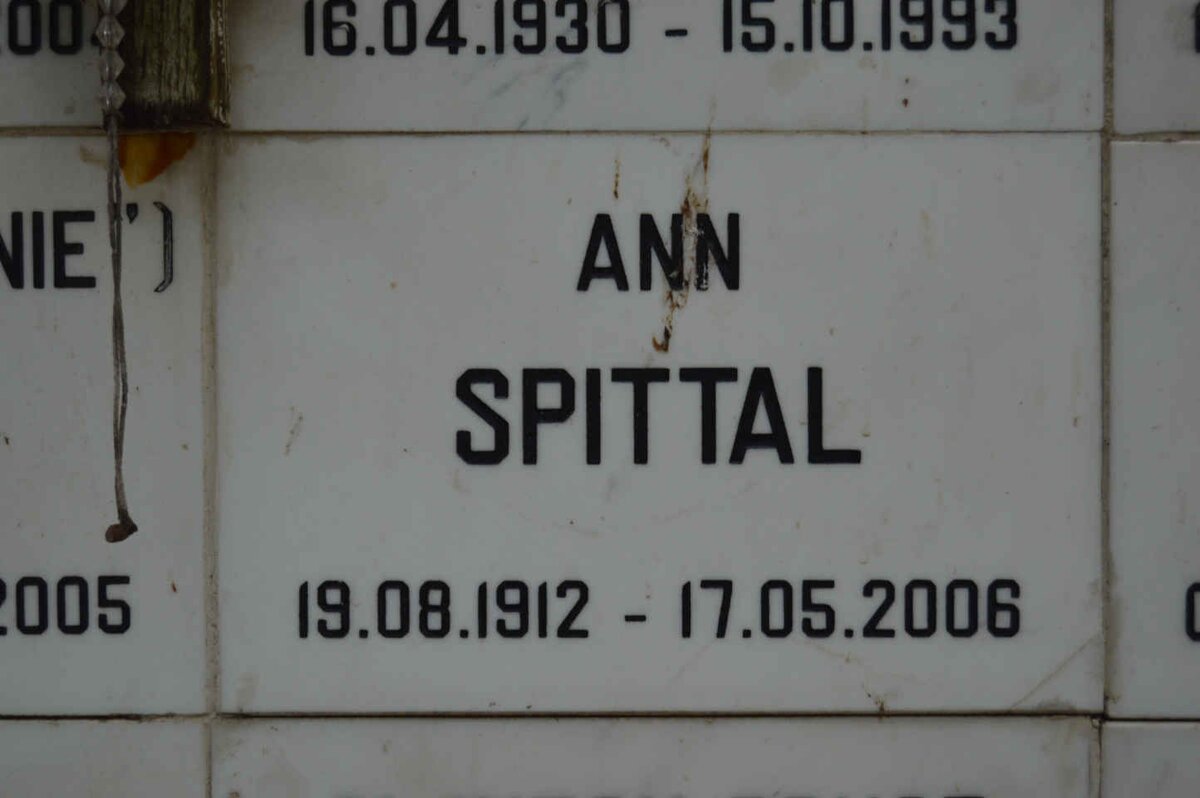 16.04.1930 - 15.10.1993
ANN
SPITTAL
19.08.1912 - 17.05.2006
NIE')
2005